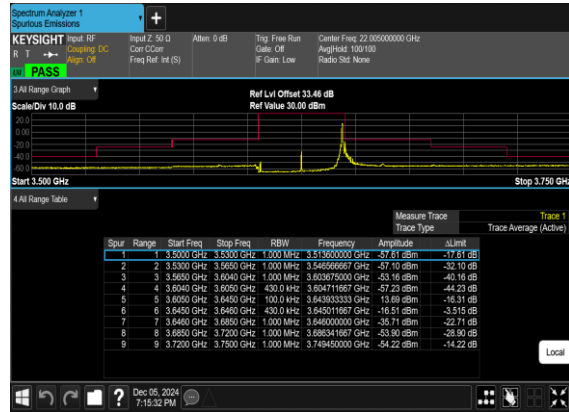 Spectrum Analyzer 1
Spurious Emissions
KEYSIGHT Input: RF Input Z: 50 Ω Atten: 0 dB Trig: Free Run Center Freq: 22.005000000 GHz
R T Coupling: DC Corr CCorr Gate: Off Avg|Hold: 100/100
Align: Off Freq Ref: Int (S) IF Gain: Low Radio Std: None
PASS
3 All Range Graph
Ref Lvl Offset 33.46 dB
Scale/Div 10.0 dB Ref Value 30.00 dBm
20.0
0.00
-20.0
-40.0
Start 3.500 GHz Stop 3.750 GHz
4 All Range Table
Measure Trace Trace 1
Trace Type Trace Average (Active)
Spur Range Start Freq Stop Freq RBW Frequency Amplitude ΔLimit
1 1 3.5000 GHz 3.5300 GHz 1.000 MHz 3.513600000 GHz -57.61 dBm -17.61 dB
2 2 3.5300 GHz 3.5650 GHz 1.000 MHz 3.546566667 GHz -57.10 dBm -32.10 dB
3 3 3.5650 GHz 3.6040 GHz 1.000 MHz 3.603675000 GHz -53.16 dBm -40.16 dB
4 4 3.6040 GHz 3.6050 GHz 430.0 kHz 3.604711667 GHz -57.23 dBm -44.23 dB
5 5 3.6050 GHz 3.6450 GHz 100.0 kHz 3.643933333 GHz 13.69 dBm -16.31 dB
6 6 3.6450 GHz 3.6460 GHz 430.0 kHz 3.645011667 GHz -16.51 dBm -3.515 dB
7 7 3.6460 GHz 3.6850 GHz 1.000 MHz 3.646000000 GHz -35.71 dBm -22.71 dB
8 8 3.6850 GHz 3.7200 GHz 1.000 MHz 3.686341667 GHz -53.90 dBm -28.90 dB
9 9 3.7200 GHz 3.7500 GHz 1.000 MHz 3.749450000 GHz -54.22 dBm -14.22 dB
Local
Dec 05, 2024
7:15:32 PM